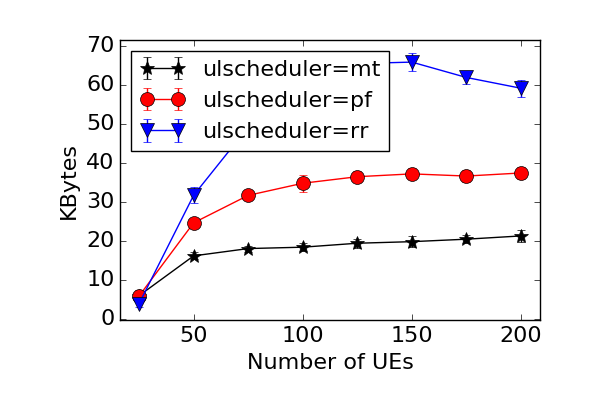 70
60
50
40
30
20
10
0
KBytes
ulscheduler=mt
ulscheduler=pf
ulscheduler=rr
50 100 150 200
Number of UEs